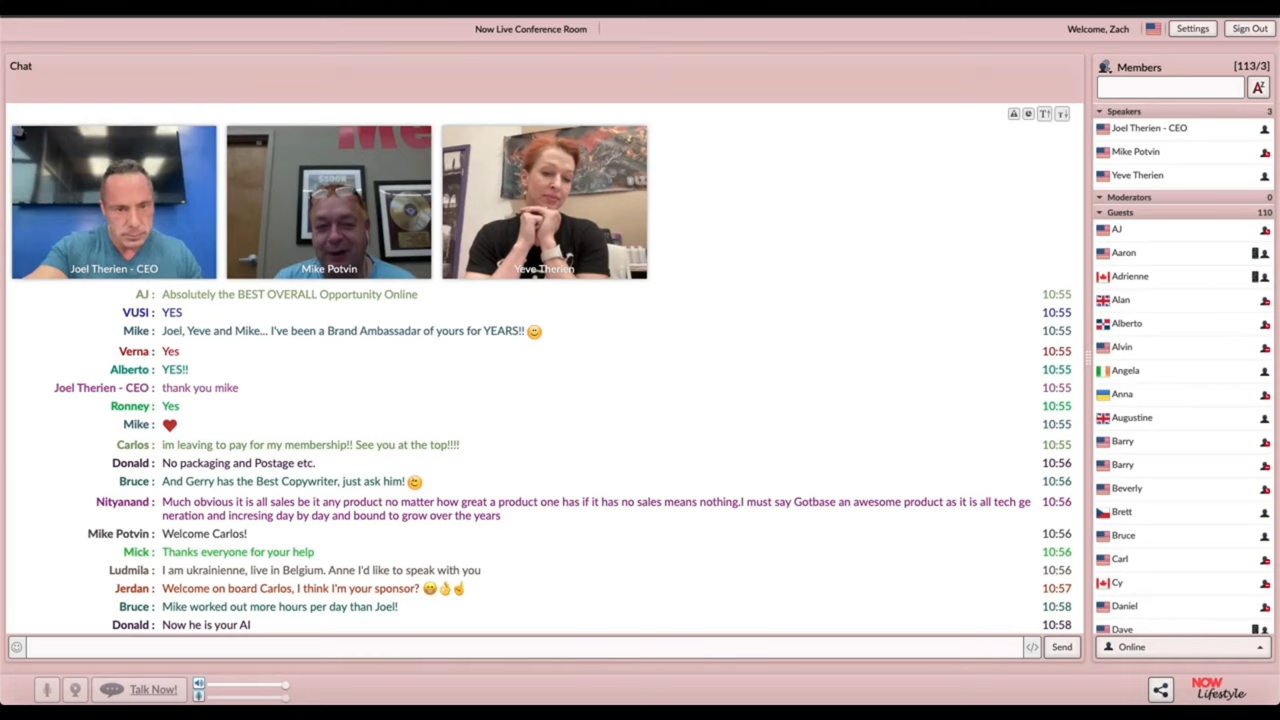 Now Live Conference Room
Welcome, Zach
Settings
Sign Out
Chat
Members
[113/3]
Speakers 3
Joel Therien - CEO
Mike Potvin
Yeve Therien
Moderators 0
Guests 110
AJ
Aaron
Adrienne
Alan
Alberto
Alvin
Angela
Anna
Augustine
Barry
Barry
Beverly
Brett
Bruce
Carl
Cy
Daniel
Dave
Online
Joel Therien - CEO
Mike Potvin
Yeve Therien
AJ : Absolutely the BEST OVERALL Opportunity Online 10:55
VUSI : YES 10:55
Mike : Joel, Yeve and Mike... I've been a Brand Ambassadar of yours for YEARS!! 10:55
Verna : Yes 10:55
Alberto : YES!! 10:55
Joel Therien - CEO : thank you mike 10:55
Ronney : Yes 10:55
Mike : 10:55
Carlos : im leaving to pay for my membership!! See you at the top!!!! 10:55
Donald : No packaging and Postage etc. 10:56
Bruce : And Gerry has the Best Copywriter, just ask him! 10:56
Nityanand : Much obvious it is all sales be it any product no matter how great a product one has if it has no sales means nothing.I must say Gotbase an awesome product as it is all tech ge 10:56
neration and incresing day by day and bound to grow over the years
Mike Potvin : Welcome Carlos! 10:56
Mick : Thanks everyone for your help 10:56
Ludmila : I am ukrainienne, live in Belgium. Anne I'd like to speak with you 10:56
Jerdan : Welcome on board Carlos, I think I'm your sponsor? 10:57
Bruce : Mike worked out more hours per day than Joel! 10:58
Donald : Now he is your AI 10:58
Send
Talk Now!
NOW
Lifestyle